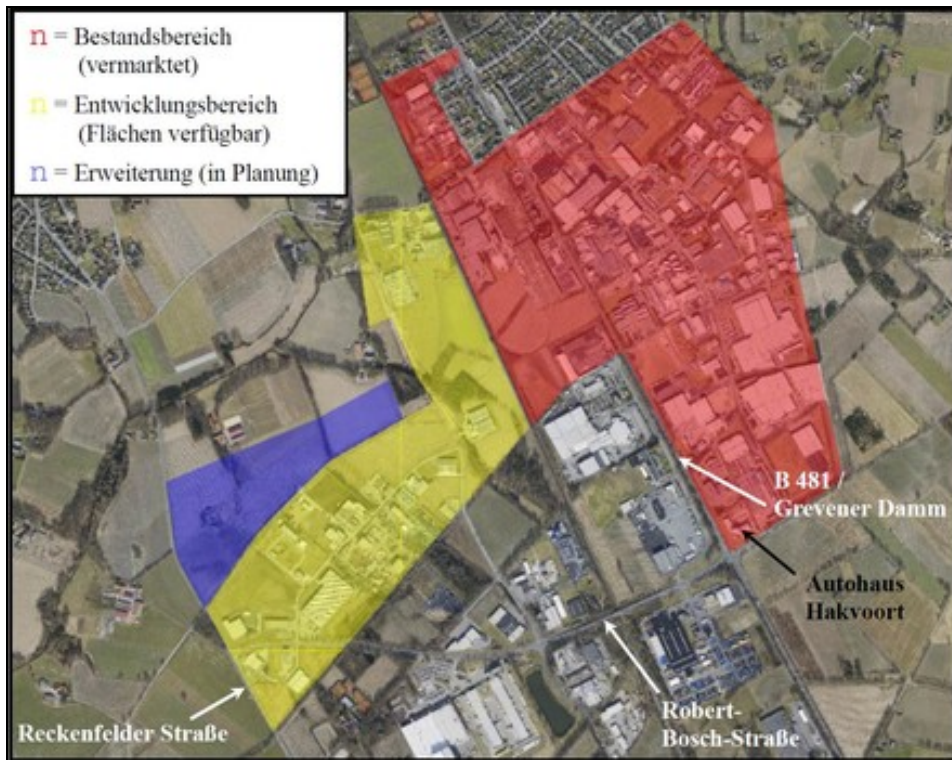 n = Bestandsbereich
(vermarktet)
n = Entwicklungsbereich
(Flächen verfügbar)
n = Erweiterung (in Planung)
B 481 /
Grevener Damm
Autohaus
Hakvoort
Robert-
Bosch-Straße
Reckenfelder Straße